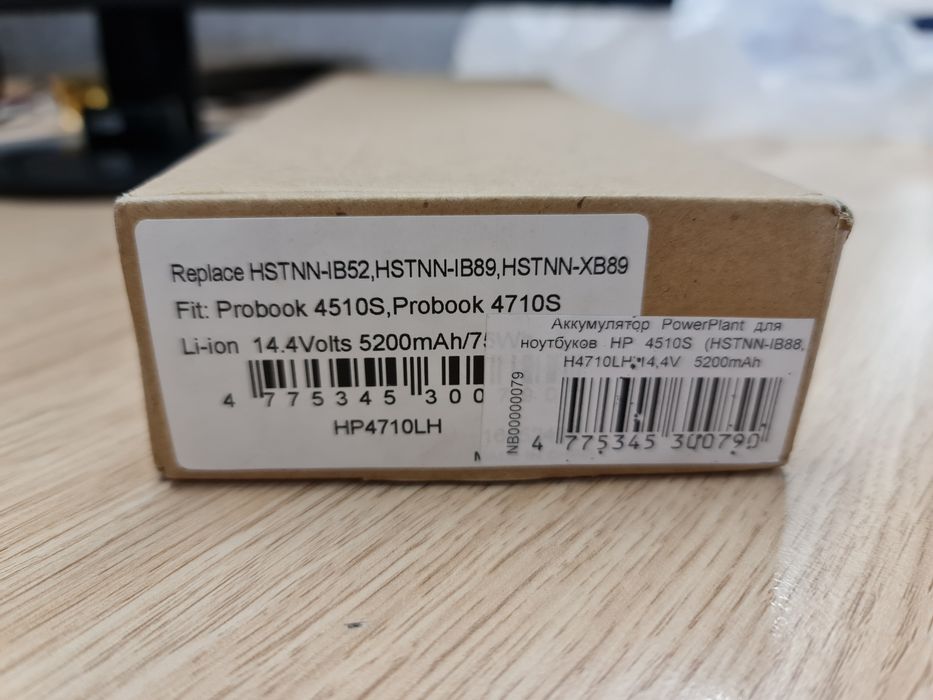 Replace HSTNN-IB52,HSTNN-IB89,HSTNN-XB89
Fit: Probook 4510S,Probook 4710S
Li-ion 14.4Volts 5200mAh/75
4 775345 300
HP4710LH
Аккумулятор PowerPlant для
ноутбуков HP 4510S (HSTNN-IB88,
H4710LH) 14,4V 5200mAh
NB00000079
4 775345 300790